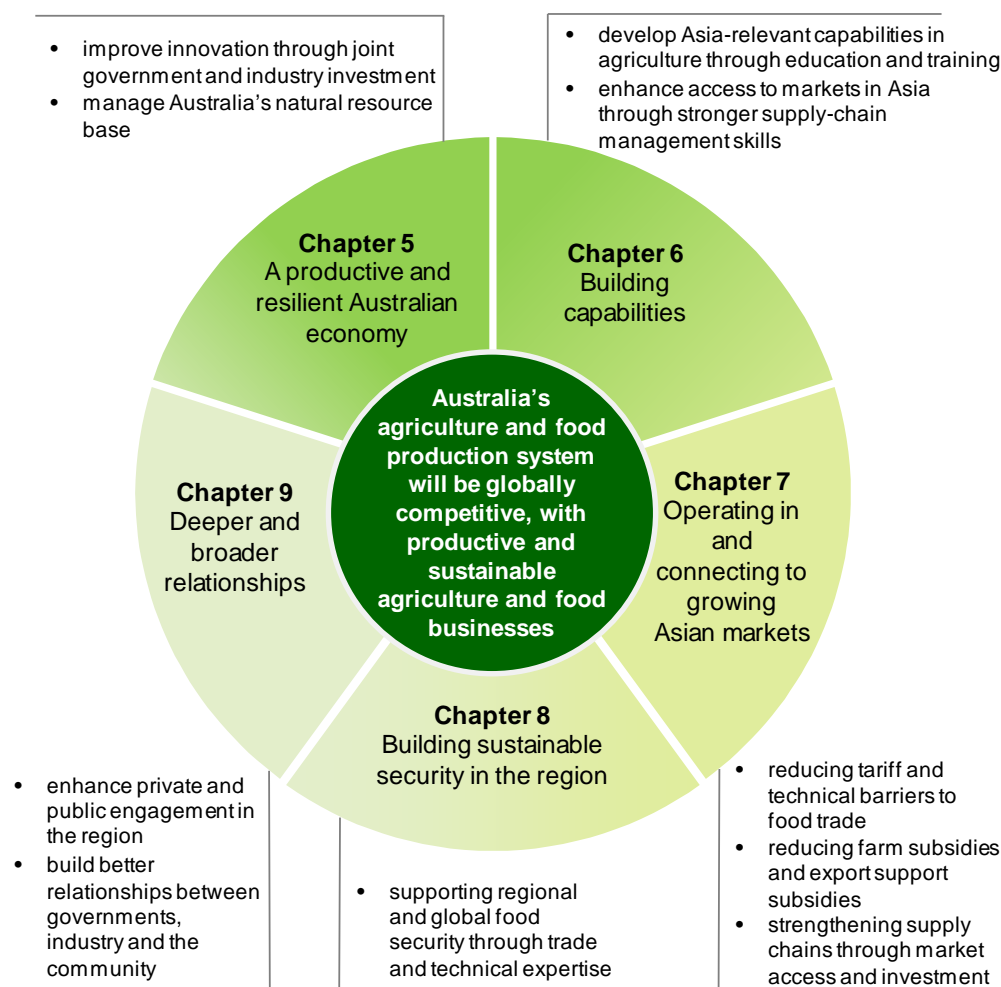 • improve innovation through joint
government and industry investment
• manage Australia's natural resource
base
• develop Asia-relevant capabilities in
agriculture through education and training
• enhance access to markets in Asia
through stronger supply-chain
management skills
Chapter 5
A productive and
resilient Australian
economy
Chapter 6
Building
capabilities
Australia's
agriculture and food
production system
will be globally
competitive, with
productive and
sustainable
agriculture and food
businesses
Chapter 9
Deeper and
broader
relationships
Chapter 7
Operating in
and
connecting to
growing
Asian markets
Chapter 8
Building sustainable
security in the region
• enhance private and
public engagement in
the region
• build better
relationships between
governments,
industry and the
community
• supporting regional
and global food
security through trade
and technical expertise
• reducing tariff and
technical barriers to
food trade
• reducing farm subsidies
and export support
subsidies
• strengthening supply
chains through market
access and investment